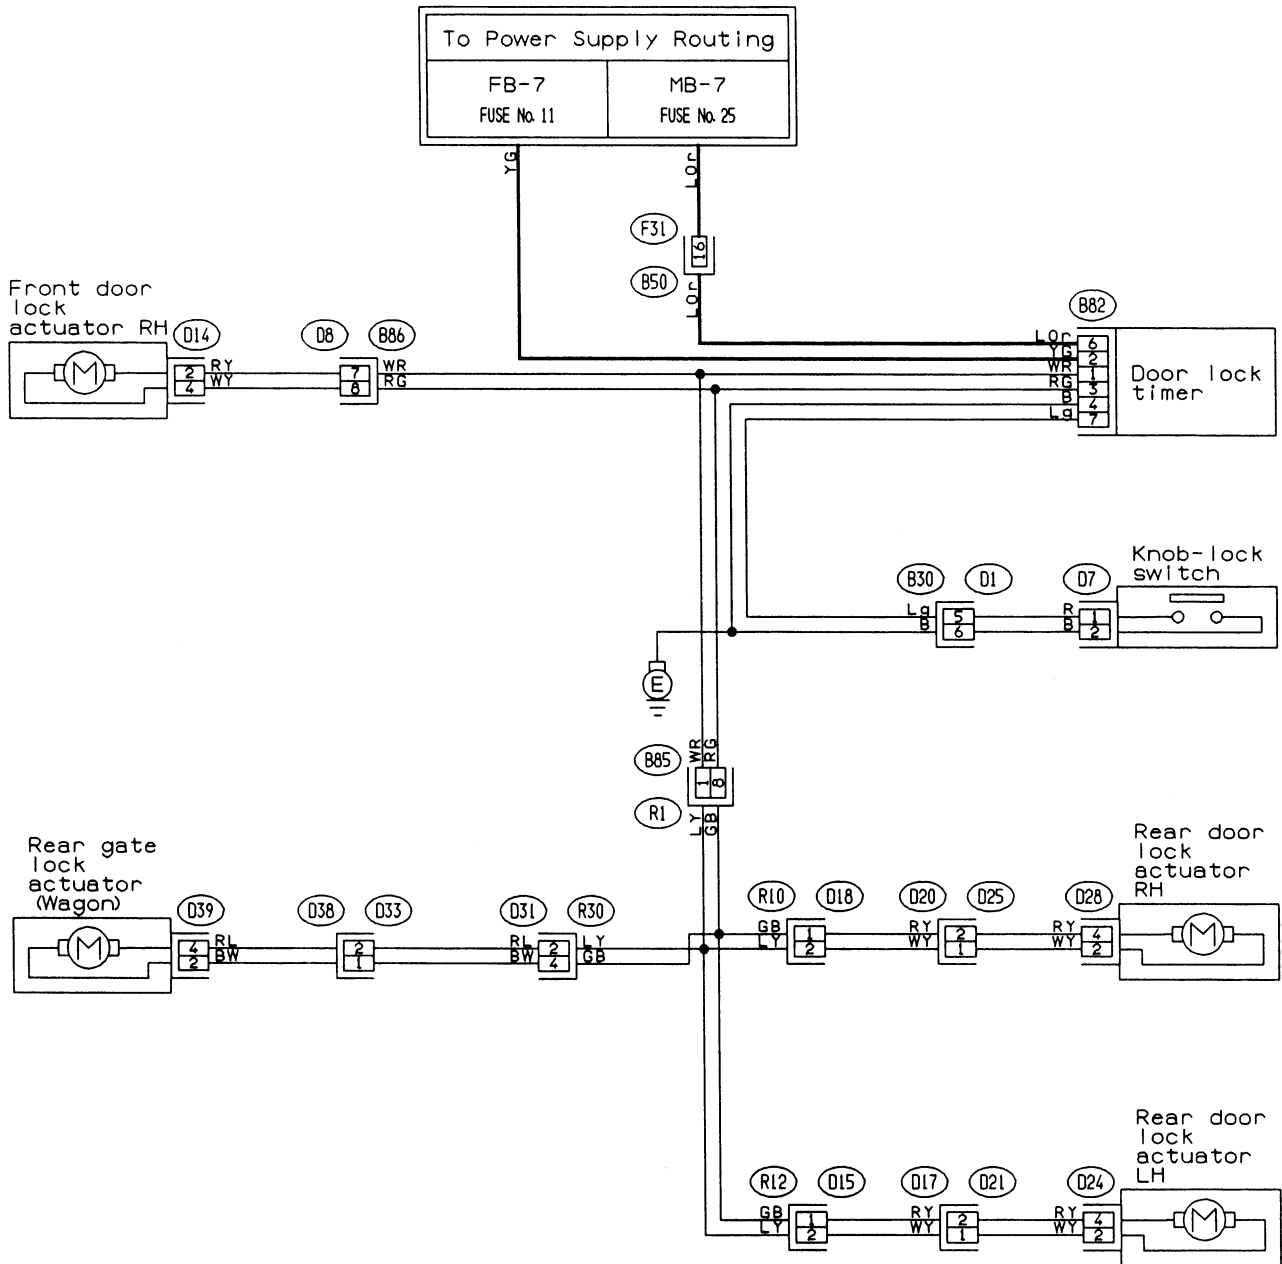 To Power Supply Routing
FB-7
FUSE No. 11
MB-7
FUSE No. 25
YG
LOr
F31
16
B50
LOr
Front door
lock
actuator RH
M
D14
2
4
RY
WY
D8
B86
7
8
WR
RG
B82
LOr
YG
WR
RG
B
Lg
6
2
1
3
4
7
Door lock
timer
Knob-lock
switch
B30
D1
D7
Lg
B
5
6
R
B
1
2
E
WR
RG
B85
1
8
R1
LY
GB
Rear gate
lock
actuator
(Wagon)
M
D39
4
2
RL
BW
D38
D33
2
1
D31
R30
RL
BW
2
4
LY
GB
R10
D18
GB
LY
1
2
D20
D25
RY
WY
2
1
D28
RY
WY
4
2
Rear door
lock
actuator
RH
M
R12
D15
GB
LY
1
2
D17
D21
RY
WY
2
1
D24
RY
WY
4
2
Rear door
lock
actuator
LH
M